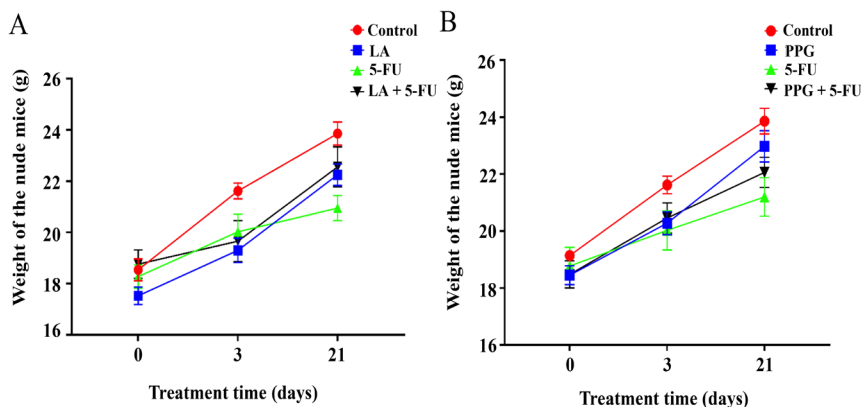 A
Control
LA
5-FU
LA + 5-FU
Weight of the nude mice (g)
26
24
22
20
18
16
0 3 21
Treatment time (days)
B
Control
PPG
5-FU
PPG + 5-FU
Weight of the nude mice (g)
26
24
22
20
18
16
0 3 21
Treatment time (days)